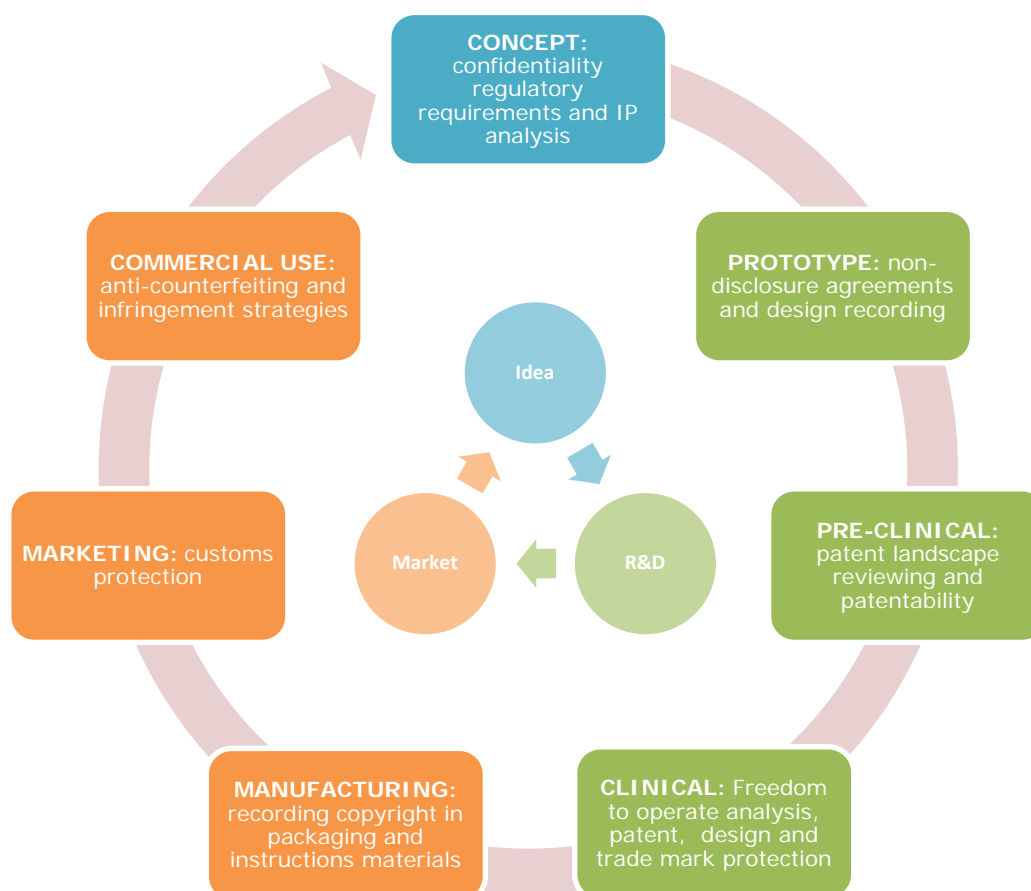 CONCEPT:
confidentiality
regulatory
requirements and IP
analysis
PROTOTYPE: non-
disclosure agreements
and design recording
PRE-CLINICAL:
patent landscape
reviewing and
patentability
CLINICAL: Freedom
to operate analysis,
patent, design and
trade mark protection
MANUFACTURING:
recording copyright in
packaging and
instructions materials
MARKETING: customs
protection
COMMERCIAL USE:
anti-counterfeiting and
infringement strategies
Idea
R&D
Market